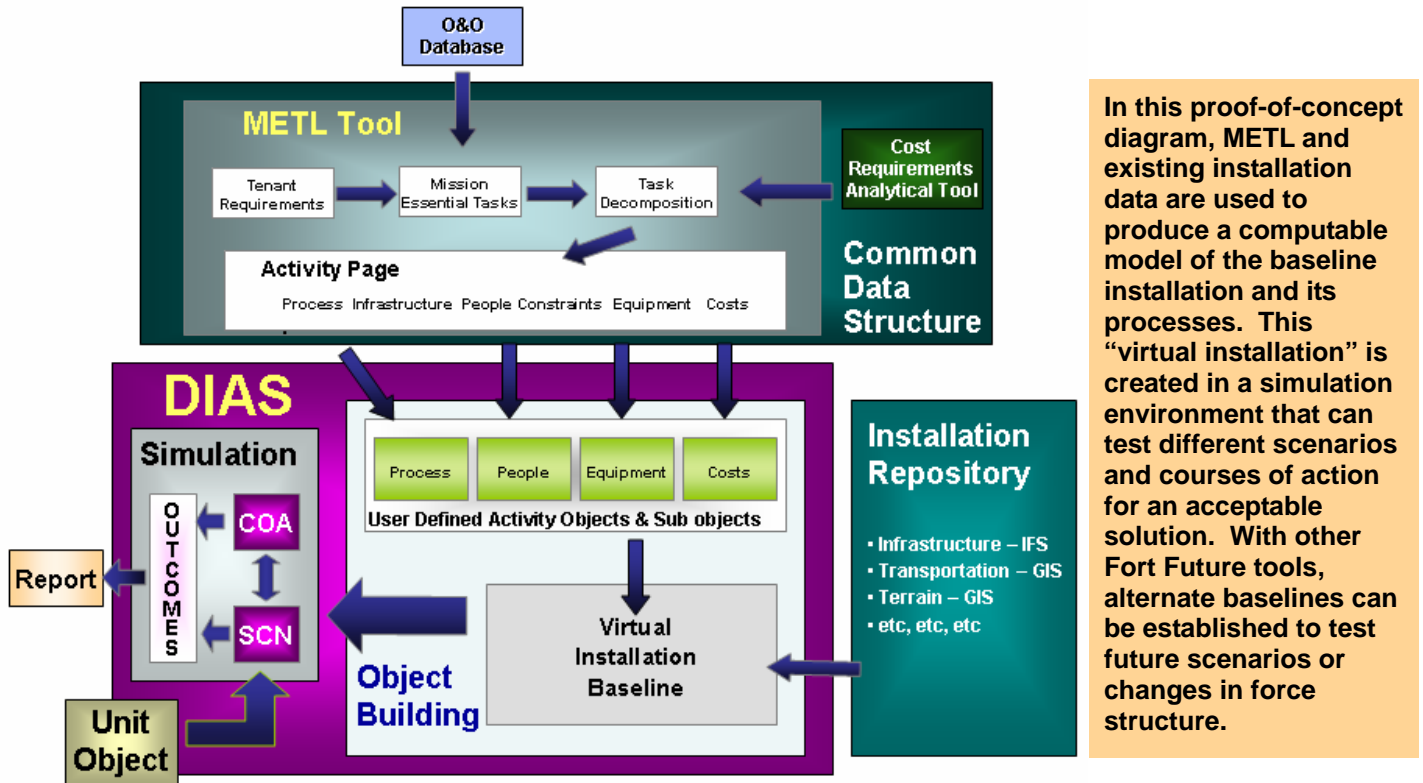 O&O
Database
METL Tool
Tenant
Requirements
Mission
Essential Tasks
Task
Decomposition
Cost
Requirements
Analytical Tool
Activity Page
Process Infrastructure People Constraints Equipment Costs
.
Common
Data
Structure
DIAS
Simulation
OUTCOMES
COA
SCN
Report
Unit
Object
Process
People
Equipment
Costs
User Defined Activity Objects & Sub objects
Virtual
Installation
Baseline
Object
Building
Installation
Repository
▪ Infrastructure – IFS
▪ Transportation – GIS
▪ Terrain – GIS
▪ etc, etc, etc
In this proof-of-concept
diagram, METL and
existing installation
data are used to
produce a computable
model of the baseline
installation and its
processes. This
“virtual installation” is
created in a simulation
environment that can
test different scenarios
and courses of action
for an acceptable
solution. With other
Fort Future tools,
alternate baselines can
be established to test
future scenarios or
changes in force
structure.